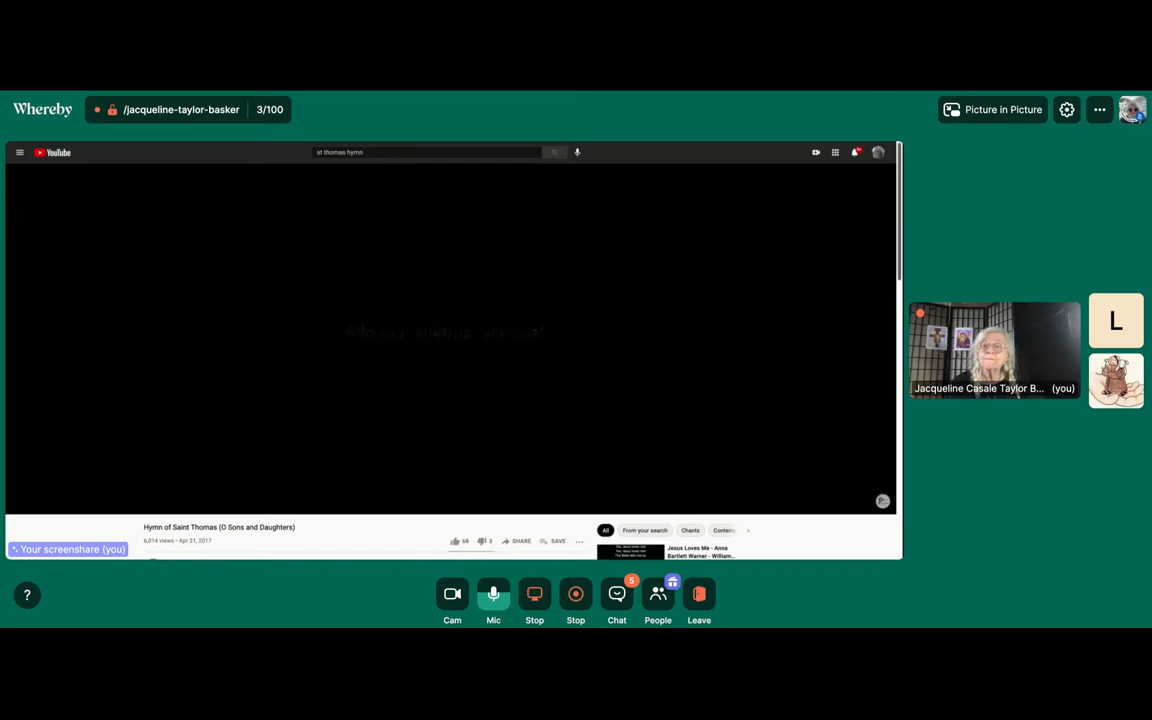 Whereby
/jacqueline-taylor-basker
3/100
Picture in Picture
YouTube
st thomas hymn
9+
Hymn of Saint Thomas (O Sons and Daughters)
6,014 views • Apr 21, 2017
68
3
SHARE
SAVE
All
From your search
Chants
Jesus Loves Me - Anna
Bartlett Warner - William...
Your screenshare (you)
L
Jacqueline Casale Taylor B... (you)
?
5
Cam
Mic
Stop
Stop
Chat
People
Leave